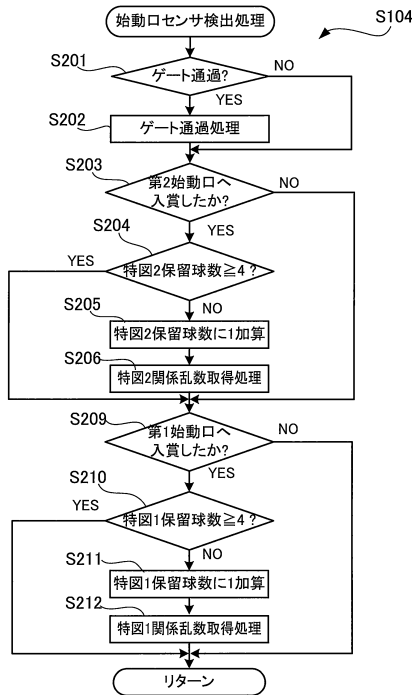 始動口センサ検出処理
S104
S201
ゲート通過?
NO
YES
S202
ゲート通過処理
S203
第2始動口へ
入賞したか?
NO
YES
S204
YES
特図2保留球数≧4?
NO
S205
特図2保留球数に1加算
S206
特図2関係乱数取得処理
S209
第1始動口へ
入賞したか?
NO
YES
S210
YES
特図1保留球数≧4?
NO
S211
特図1保留球数に1加算
S212
特図1関係乱数取得処理
リターン